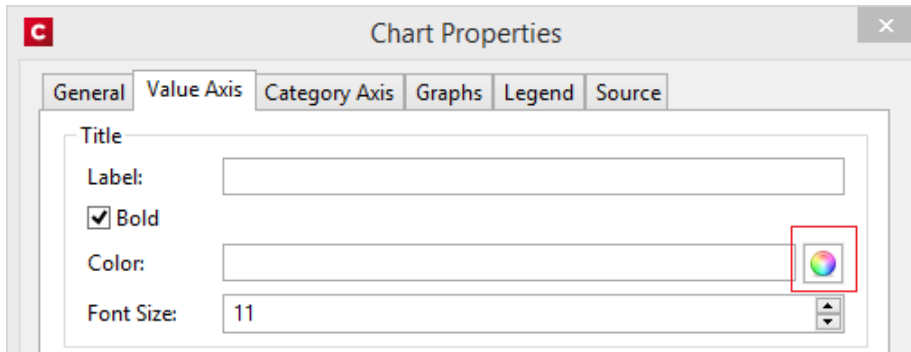 C Chart Properties ×
General Value Axis Category Axis Graphs Legend Source
Title
Label:
Bold
Color:
Font Size: 11